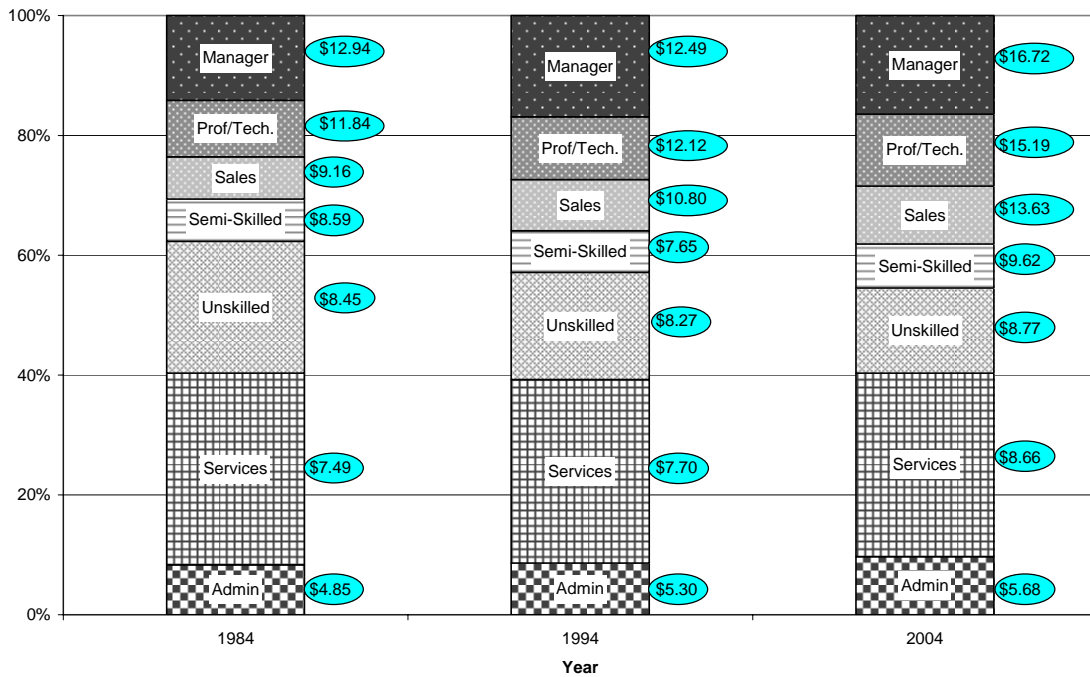 100%
80%
60%
40%
20%
0%
Manager
$12.94
Prof/Tech.
$11.84
Sales
$9.16
Semi-Skilled
$8.59
Unskilled
$8.45
Services
$7.49
Admin
$4.85
Manager
$12.49
Prof/Tech.
$12.12
Sales
$10.80
Semi-Skilled
$7.65
Unskilled
$8.27
Services
$7.70
Admin
$5.30
Manager
$16.72
Prof/Tech.
$15.19
Sales
$13.63
Semi-Skilled
$9.62
Unskilled
$8.77
Services
$8.66
Admin
$5.68
1984
1994
2004
Year